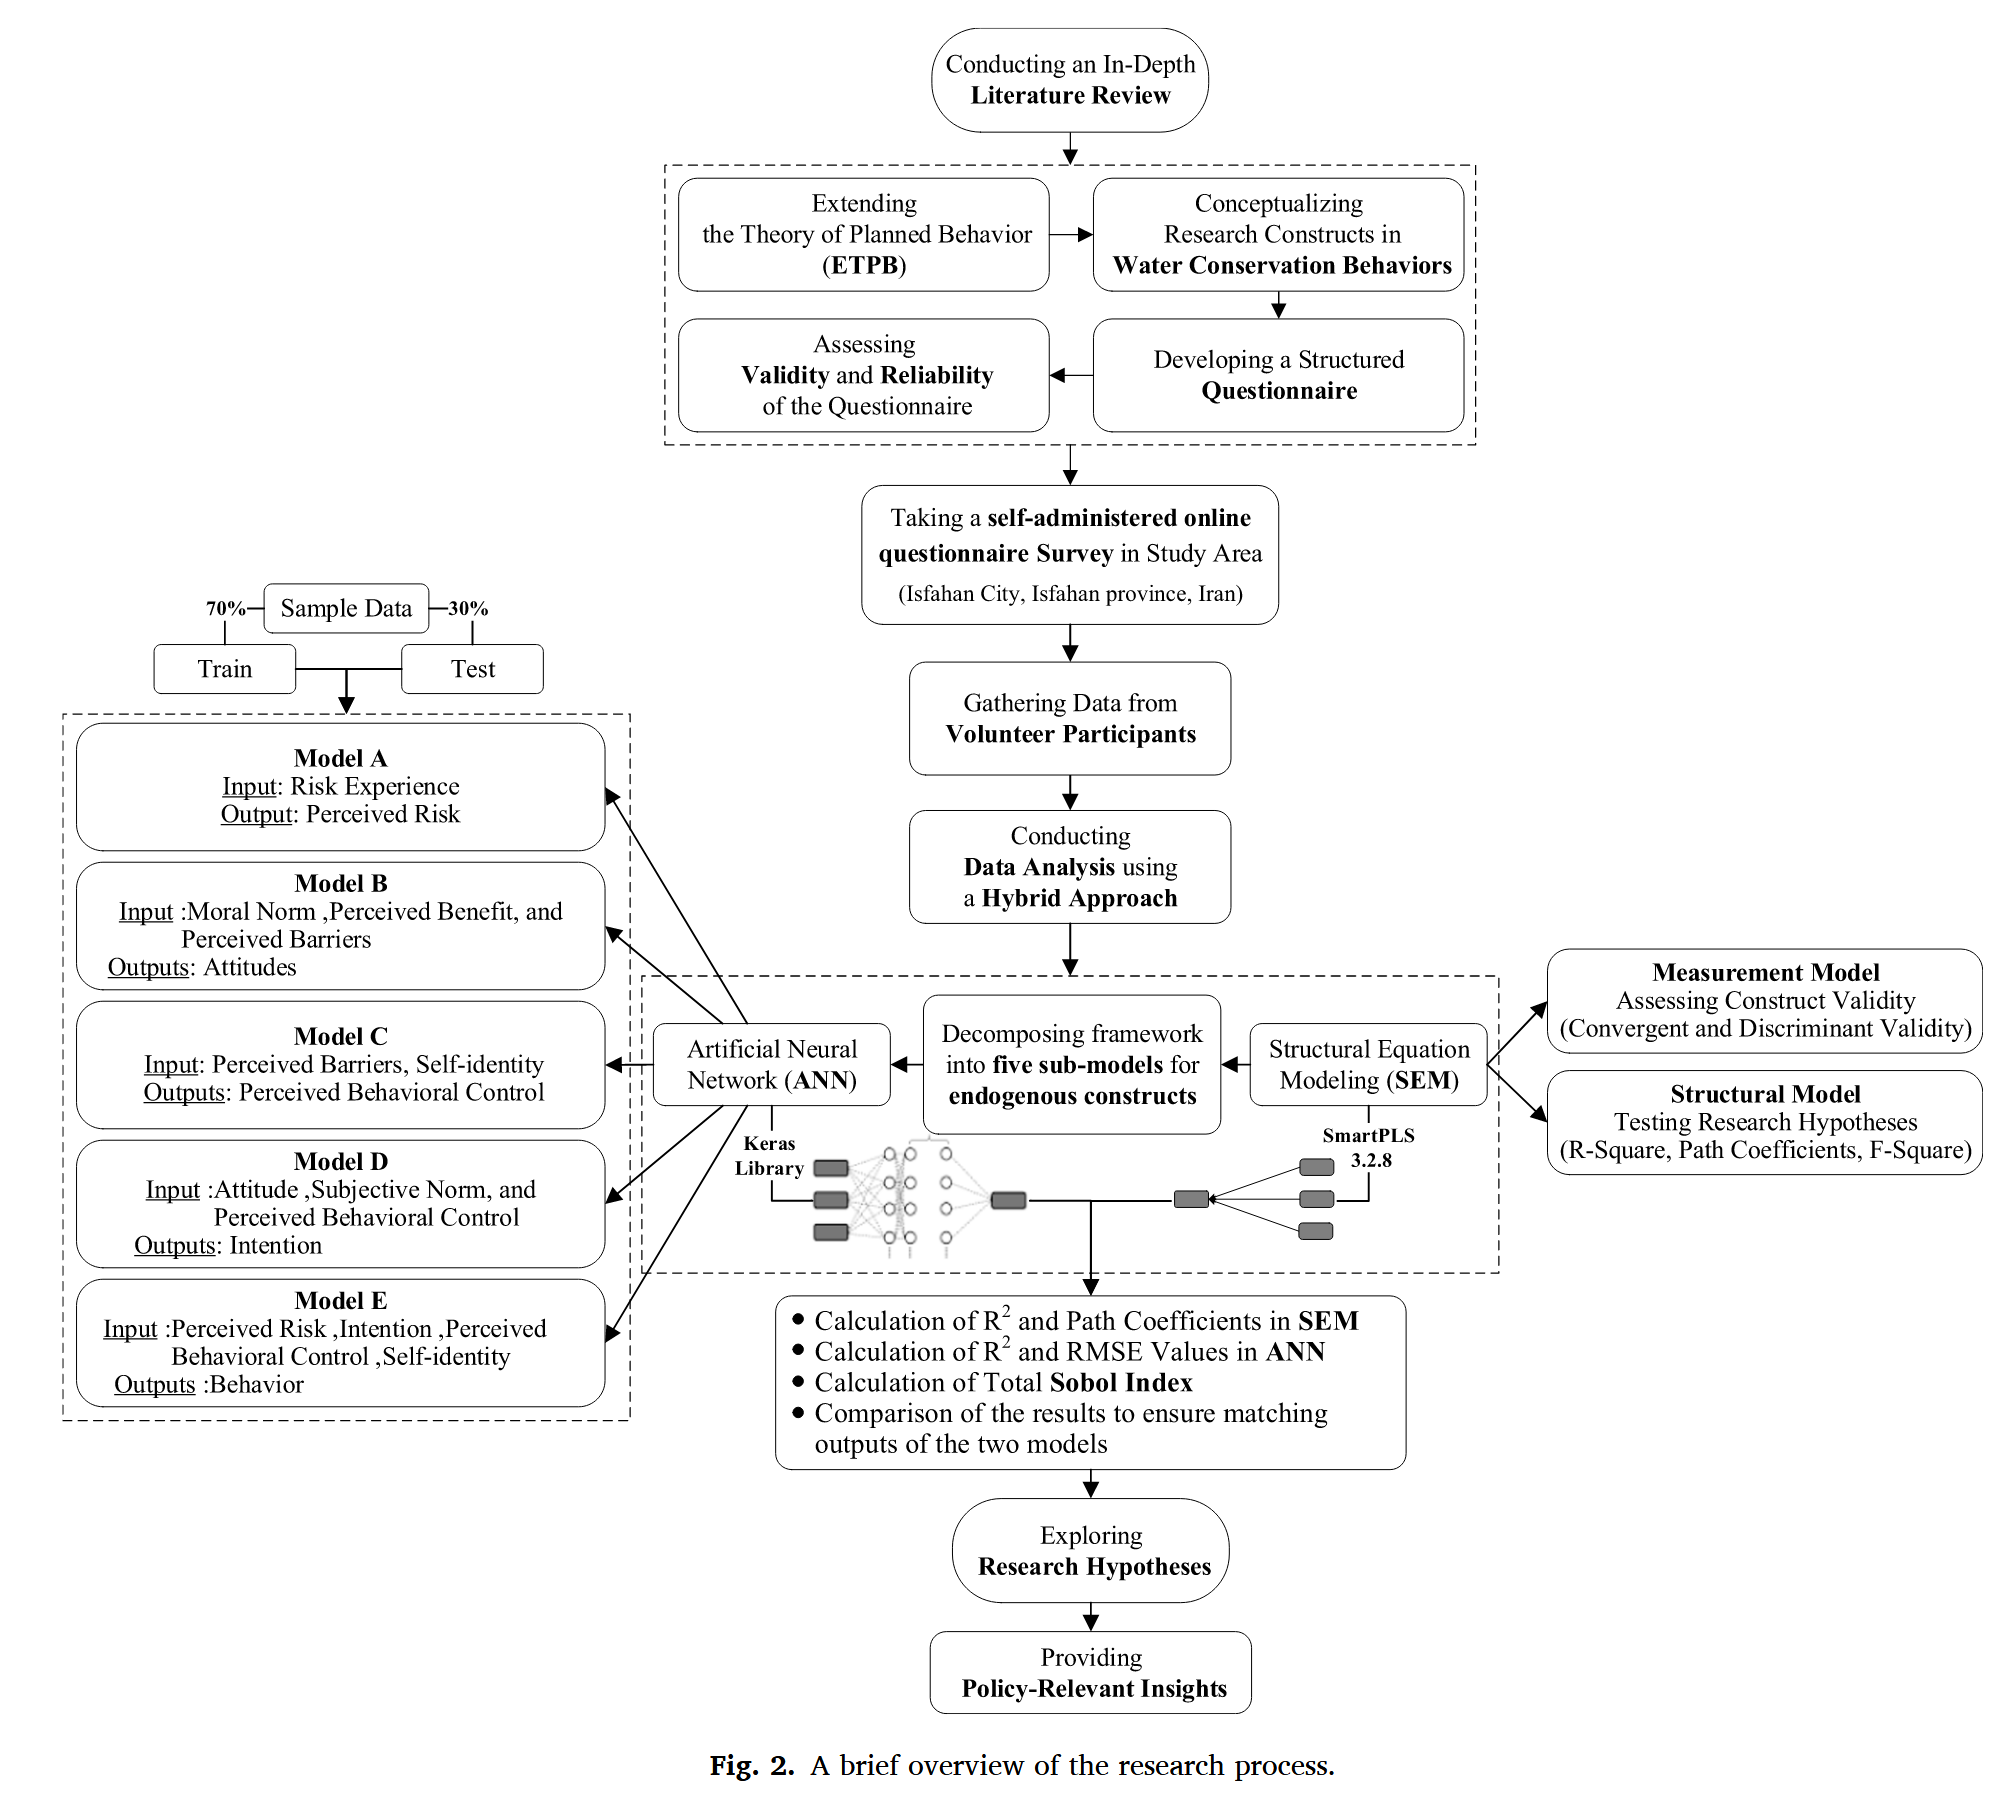 Conducting an In-Depth
Literature Review
Extending
the Theory of Planned Behavior
(ETPB)
Conceptualizing
Research Constructs in
Water Conservation Behaviors
Assessing
Validity and Reliability
of the Questionnaire
Developing a Structured
Questionnaire
Taking a self-administered online
questionnaire Survey in Study Area
(Isfahan City, Isfahan province, Iran)
70%
Sample Data
30%
Train
Test
Gathering Data from
Volunteer Participants
Conducting
Data Analysis using
a Hybrid Approach
Model A
Input: Risk Experience
Output: Perceived Risk
Model B
Input :Moral Norm ,Perceived Benefit, and
Perceived Barriers
Outputs: Attitudes
Model C
Input: Perceived Barriers, Self-identity
Outputs: Perceived Behavioral Control
Model D
Input :Attitude ,Subjective Norm, and
Perceived Behavioral Control
Outputs: Intention
Model E
Input :Perceived Risk ,Intention ,Perceived
Behavioral Control ,Self-identity
Outputs :Behavior
Artificial Neural
Network (ANN)
Decomposing framework
into five sub-models for
endogenous constructs
Structural Equation
Modeling (SEM)
Measurement Model
Assessing Construct Validity
(Convergent and Discriminant Validity)
Structural Model
Testing Research Hypotheses
(R-Square, Path Coefficients, F-Square)
Keras
Library
SmartPLS
3.2.8
● Calculation of R² and Path Coefficients in SEM
● Calculation of R² and RMSE Values in ANN
● Calculation of Total Sobol Index
● Comparison of the results to ensure matching
outputs of the two models
Exploring
Research Hypotheses
Providing
Policy-Relevant Insights
Fig. 2. A brief overview of the research process.